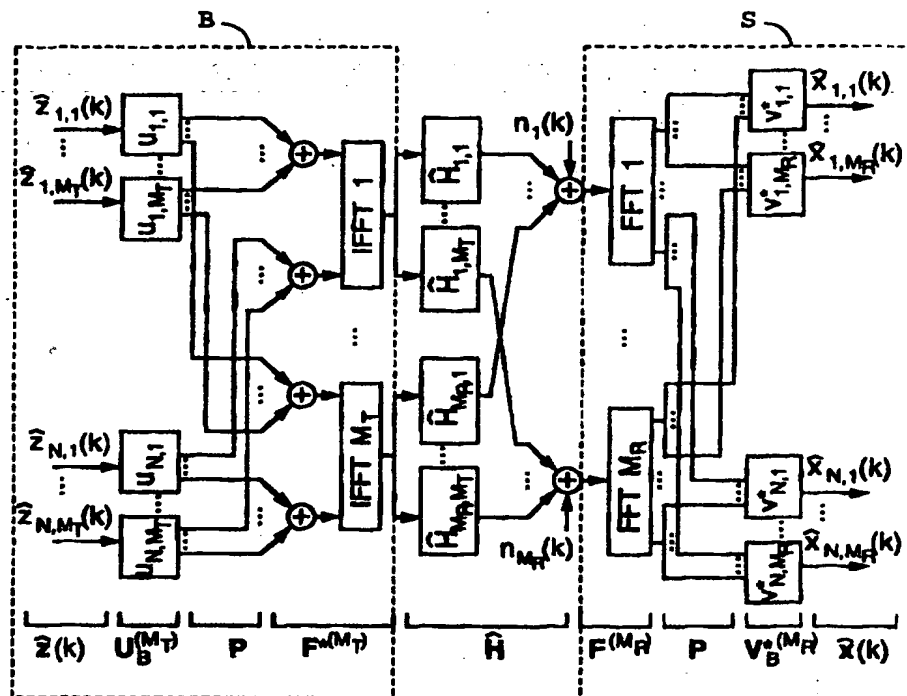 B
S
ẑ1,1(k)
ẑ1,MT(k)
ẑN,1(k)
ẑN,MT(k)
u1,1
u1,MT
uN,1
uN,MT
IFFT 1
IFFT MT
Ĥ1,1
Ĥ1,MT
ĤMR,1
ĤMR,MT
n1(k)
nMR(k)
FFT 1
FFT MR
v*1,1
v*1,MR
v*N,1
v*N,MR
x̂1,1(k)
x̂1,MR(k)
x̂N,1(k)
x̂N,MR(k)
ẑ(k) UB(MT) P F*(MT) Ĥ F(MR) P VB*(MR) x̂(k)